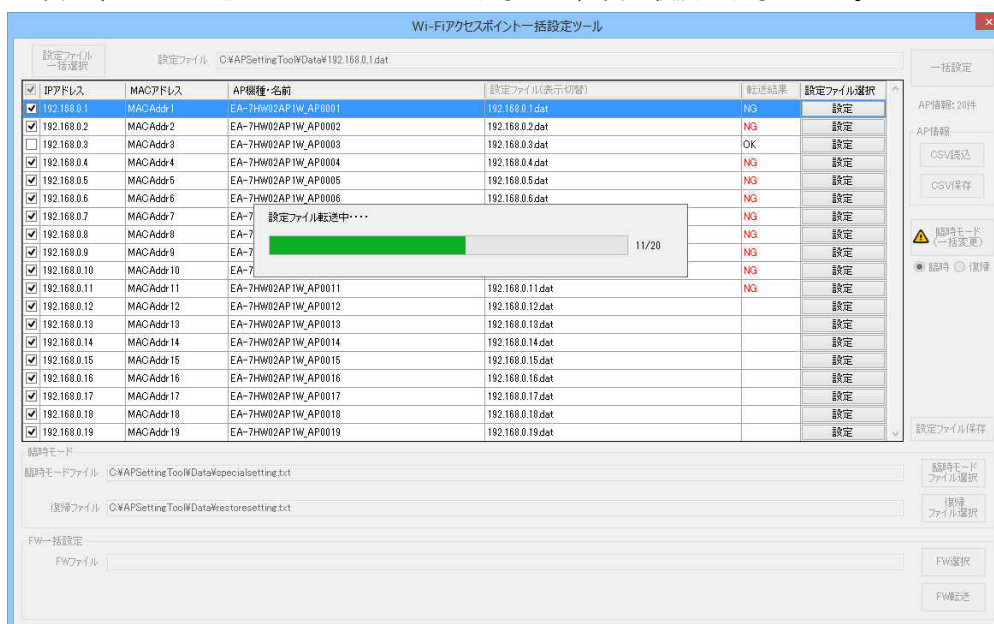 Wi-Fiアクセスポイント一括設定ツール
設定ファイル
一括選択
設定ファイル C:¥APSettingTool¥Data¥192.168.0.1.dat
一括設定
IPアドレス MACアドレス AP機種・名前 設定ファイル(表示切替) 転送結果 設定ファイル選択
192.168.0.1 MACAddr1 EA-7HW02AP1W_AP0001 192.168.0.1.dat NG 設定
192.168.0.2 MACAddr2 EA-7HW02AP1W_AP0002 192.168.0.2.dat NG 設定
192.168.0.3 MACAddr3 EA-7HW02AP1W_AP0003 192.168.0.3.dat OK 設定
192.168.0.4 MACAddr4 EA-7HW02AP1W_AP0004 192.168.0.4.dat NG 設定
192.168.0.5 MACAddr5 EA-7HW02AP1W_AP0005 192.168.0.5.dat NG 設定
192.168.0.6 MACAddr6 EA-7HW02AP1W_AP0006 192.168.0.6.dat NG 設定
192.168.0.7 MACAddr7 EA-7 NG 設定
192.168.0.8 MACAddr8 EA-7 NG 設定
192.168.0.9 MACAddr9 EA-7 NG 設定
192.168.0.10 MACAddr10 EA-7 NG 設定
192.168.0.11 MACAddr11 EA-7HW02AP1W_AP0011 192.168.0.11.dat NG 設定
192.168.0.12 MACAddr12 EA-7HW02AP1W_AP0012 192.168.0.12.dat 設定
192.168.0.13 MACAddr13 EA-7HW02AP1W_AP0013 192.168.0.13.dat 設定
192.168.0.14 MACAddr14 EA-7HW02AP1W_AP0014 192.168.0.14.dat 設定
192.168.0.15 MACAddr15 EA-7HW02AP1W_AP0015 192.168.0.15.dat 設定
192.168.0.16 MACAddr16 EA-7HW02AP1W_AP0016 192.168.0.16.dat 設定
192.168.0.17 MACAddr17 EA-7HW02AP1W_AP0017 192.168.0.17.dat 設定
192.168.0.18 MACAddr18 EA-7HW02AP1W_AP0018 192.168.0.18.dat 設定
192.168.0.19 MACAddr19 EA-7HW02AP1W_AP0019 192.168.0.19.dat 設定
設定ファイル転送中・・・・
11/20
AP情報:20件
AP情報
CSV読込
CSV保存
臨時モード
(一括変更)
臨時 復帰
設定ファイル保存
臨時モード
臨時モードファイル C:¥APSettingTool¥Data¥specialsetting.txt
臨時モード
ファイル選択
復帰ファイル C:¥APSettingTool¥Data¥restoresetting.txt
復帰
ファイル選択
FW一括設定
FWファイル
FW選択
FW転送